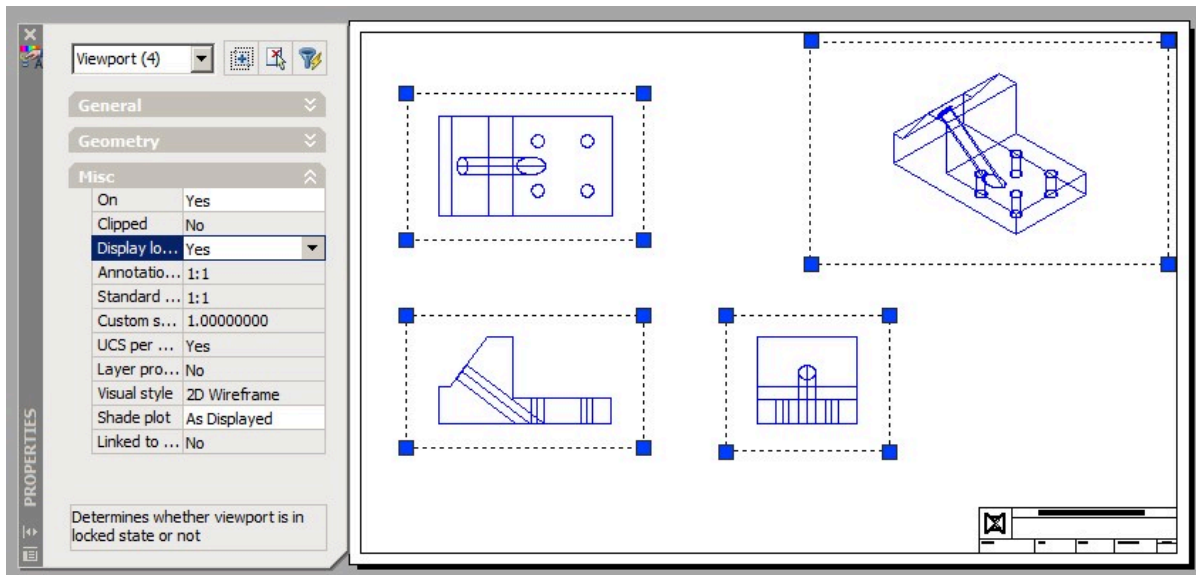 Viewport (4)
General
Geometry
Misc
On Yes
Clipped No
Display lo... Yes
Annotatio... 1:1
Standard ... 1:1
Custom s... 1.00000000
UCS per ... Yes
Layer pro... No
Visual style 2D Wireframe
Shade plot As Displayed
Linked to ... No
Determines whether viewport is in
locked state or not
PROPERTIES